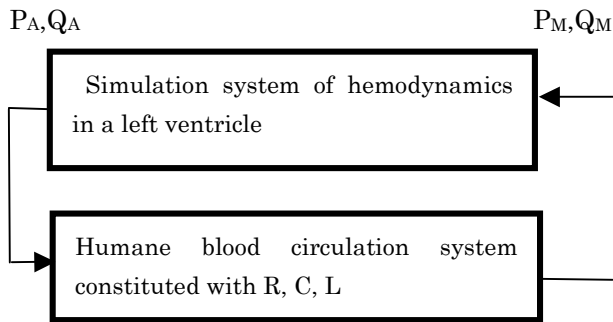 PA,QA PM,QM
Simulation system of hemodynamics
in a left ventricle
Humane blood circulation system
constituted with R, C, L